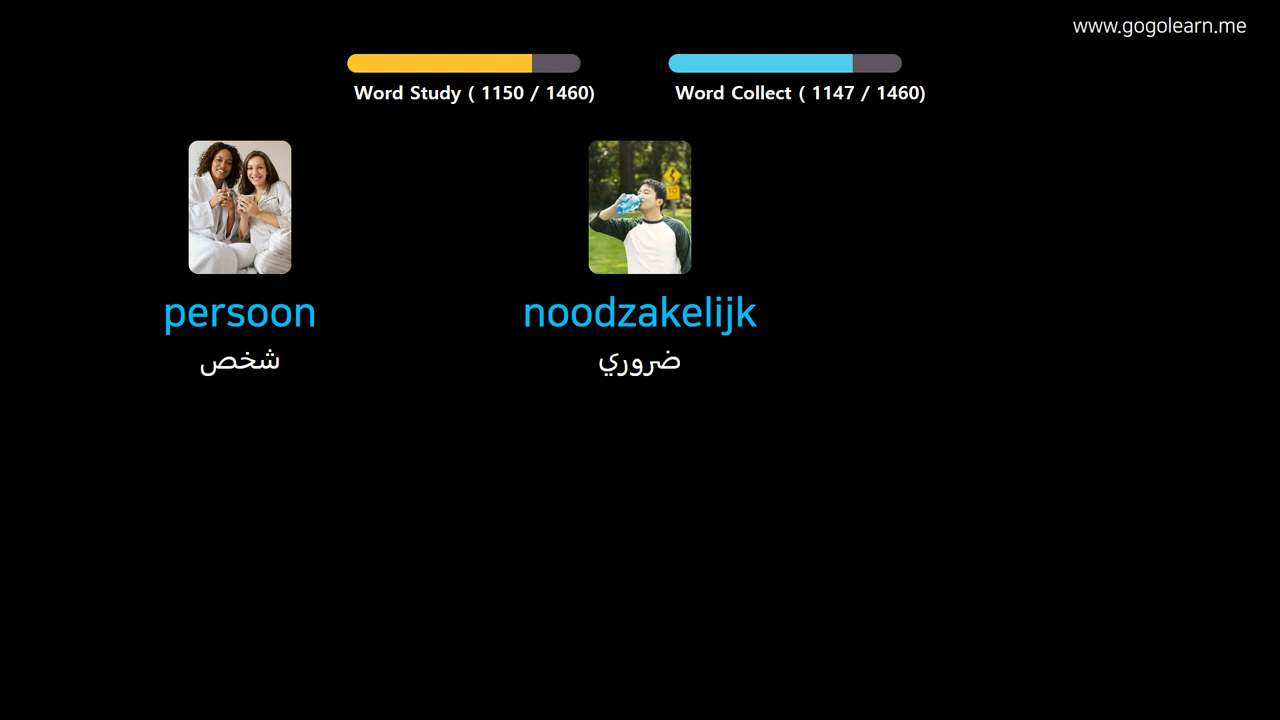 www.gogolearn.me
Word Study ( 1150 / 1460)
Word Collect ( 1147 / 1460)
persoon
شخص
noodzakelijk
ضروري